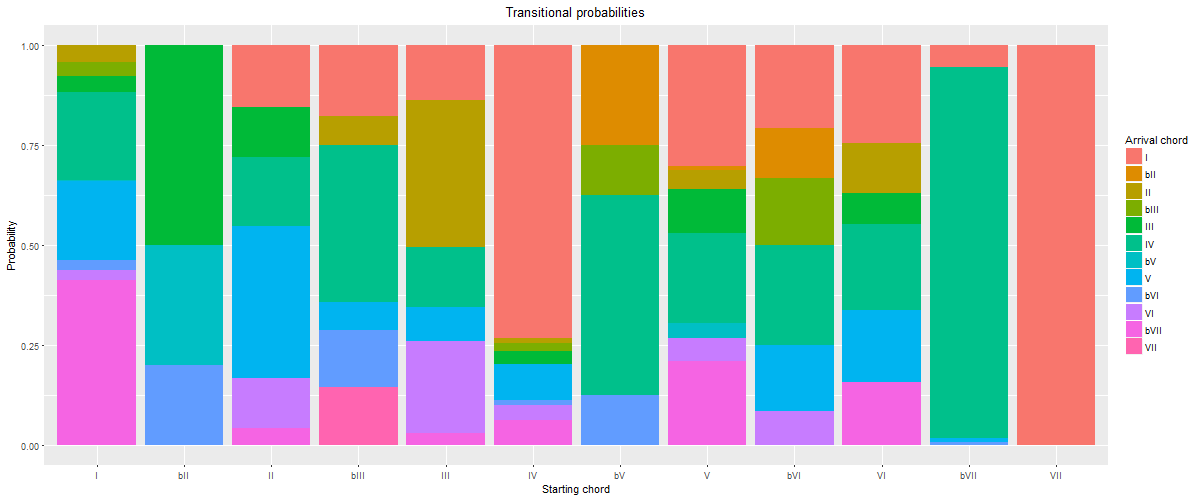 Transitional probabilities
1.00
0.75
0.50
0.25
0.00
Probability
I bII II bIII III IV bV V bVI VI bVII VII
Starting chord
Arrival chord
I
bII
II
bIII
III
IV
bV
V
bVI
VI
bVII
VII